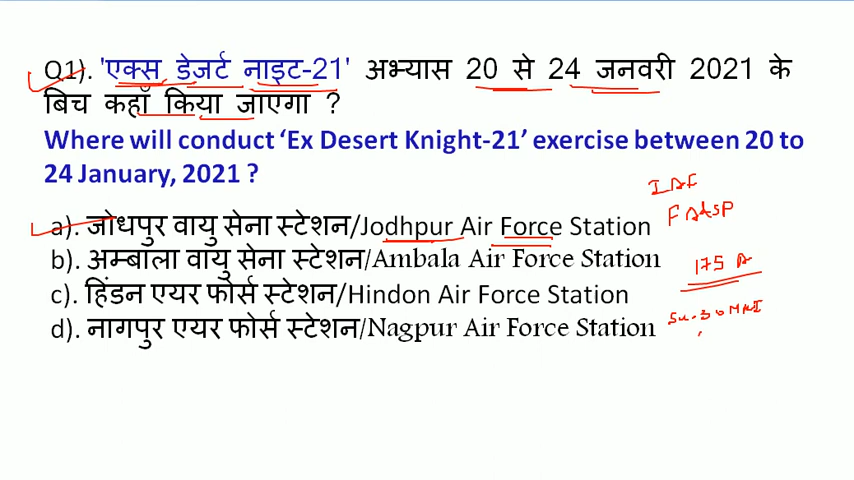 Q1). 'एक्स डेजर्ट नाइट-21' अभ्यास 20 से 24 जनवरी 2021 के
बिच कहाँ किया जाएगा ?
Where will conduct ‘Ex Desert Knight-21’ exercise between 20 to
24 January, 2021 ?
IAF
a). जोधपुर वायु सेना स्टेशन/Jodhpur Air Force Station
b). अम्बाला वायु सेना स्टेशन/Ambala Air Force Station
175 A
c). हिंडन एयर फोर्स स्टेशन/Hindon Air Force Station
Su-30MKI
d). नागपुर एयर फोर्स स्टेशन/Nagpur Air Force Station